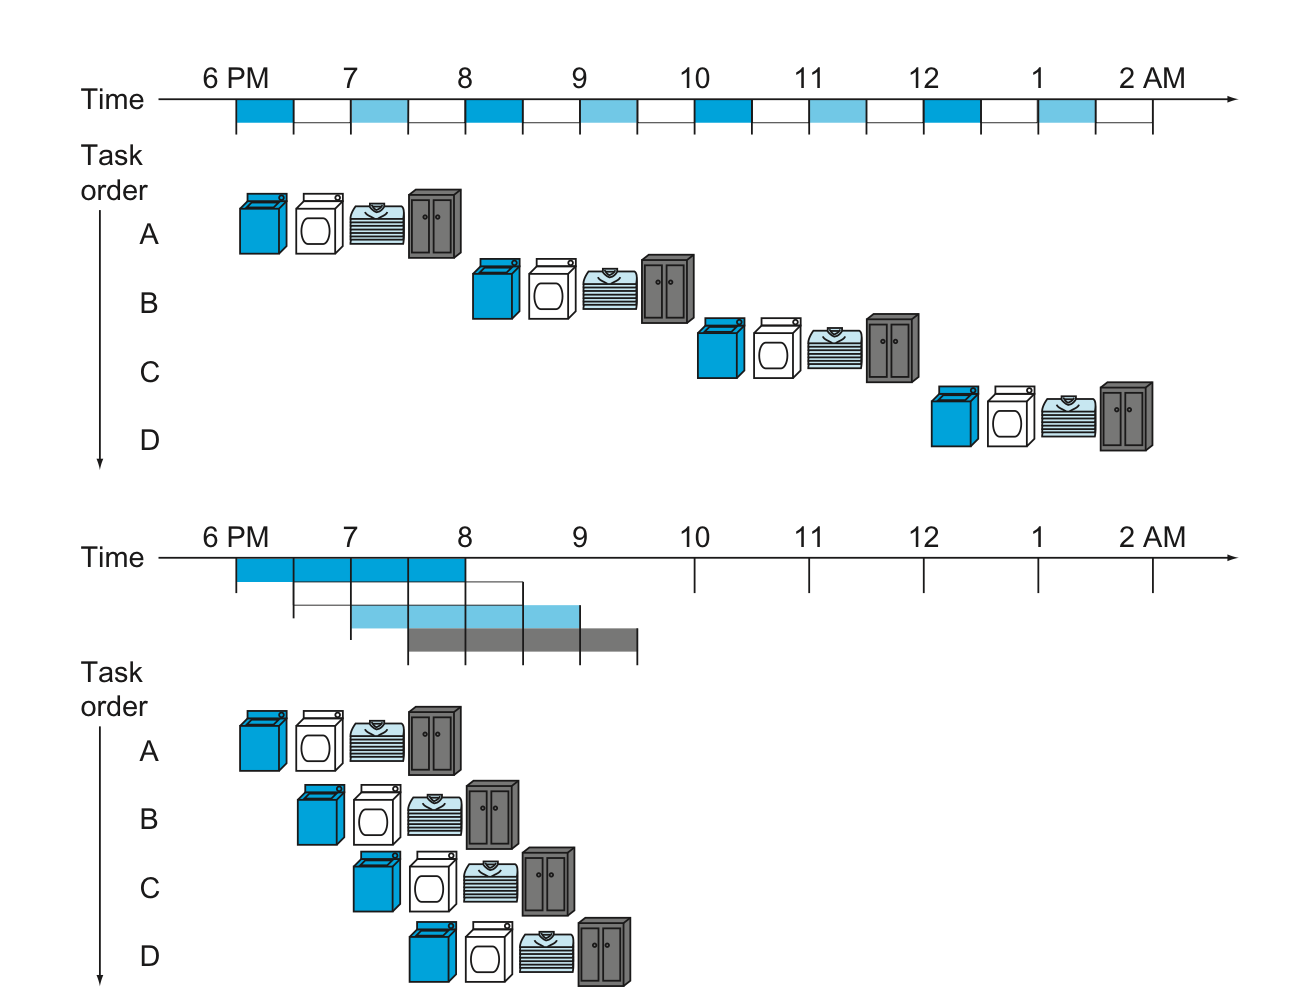 6 PM 7 8 9 10 11 12 1 2 AM
Time
Task
order
A
B
C
D
6 PM 7 8 9 10 11 12 1 2 AM
Time
Task
order
A
B
C
D